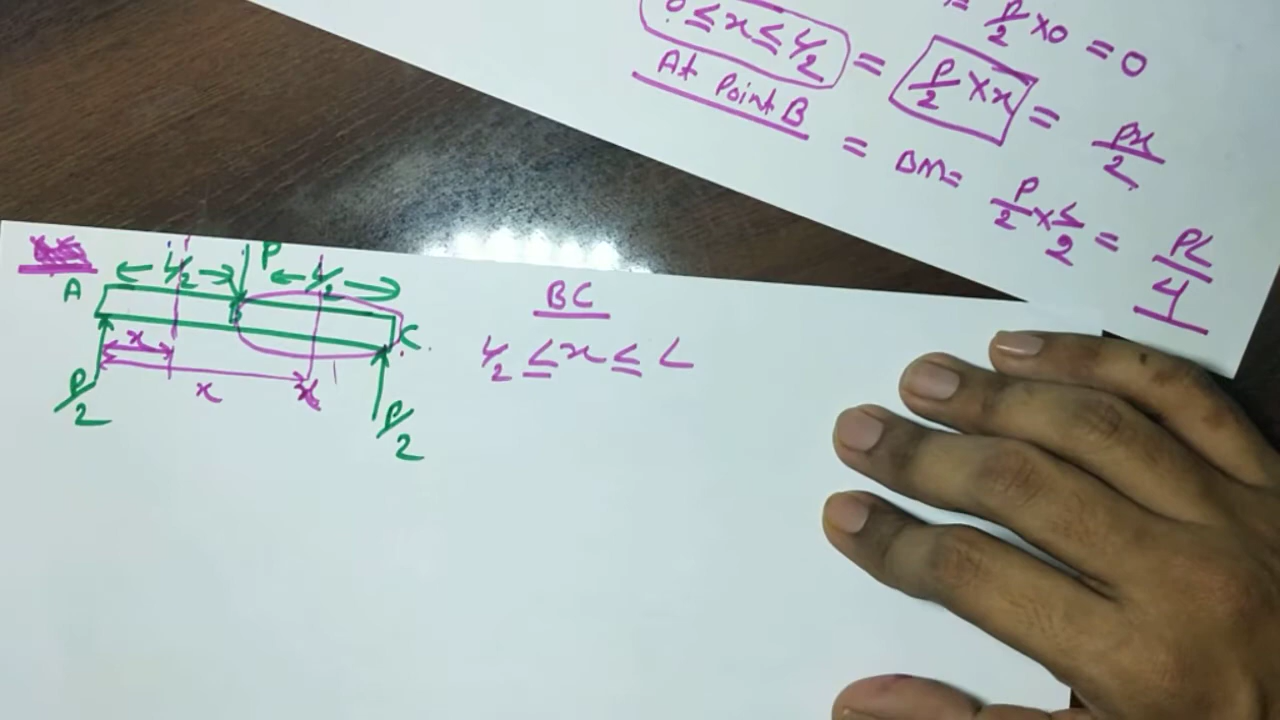 = P/2 × 0 = 0
0 ≤ x ≤ L/2 = P/2 × x = Px/2
At Point B = BM = P/2 × L/2 = PL/4
L/2 P L/2
A B C
x
x x
P/2 P/2
BC
L/2 ≤ x ≤ L